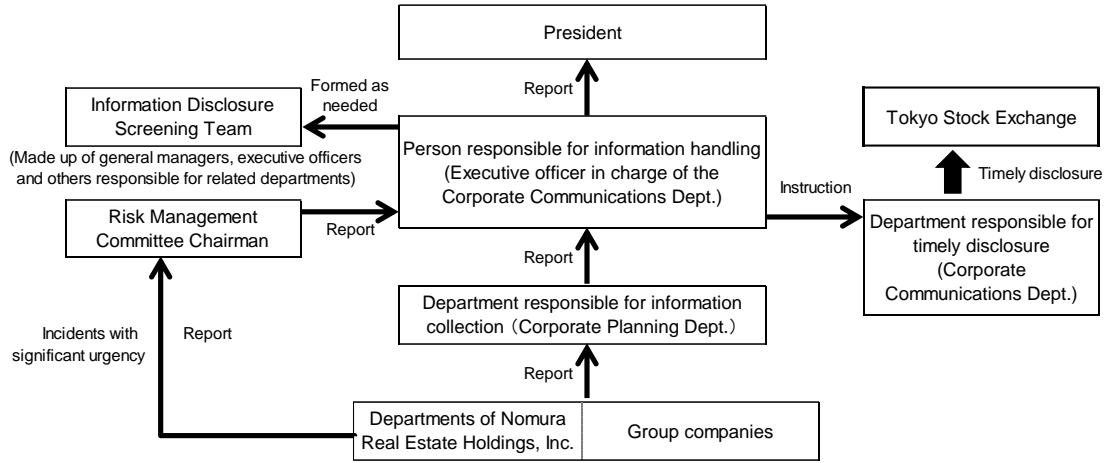 President
Report
Formed as
needed
Information Disclosure
Screening Team
(Made up of general managers, executive officers
and others responsible for related departments)
Person responsible for information handling
(Executive officer in charge of the
Corporate Communications Dept.)
Tokyo Stock Exchange
Timely disclosure
Instruction
Department responsible for
timely disclosure
(Corporate
Communications Dept.)
Risk Management
Committee Chairman
Report
Report
Department responsible for information
collection（Corporate Planning Dept.）
Incidents with
significant urgency
Report
Report
Departments of Nomura
Real Estate Holdings, Inc.
Group companies